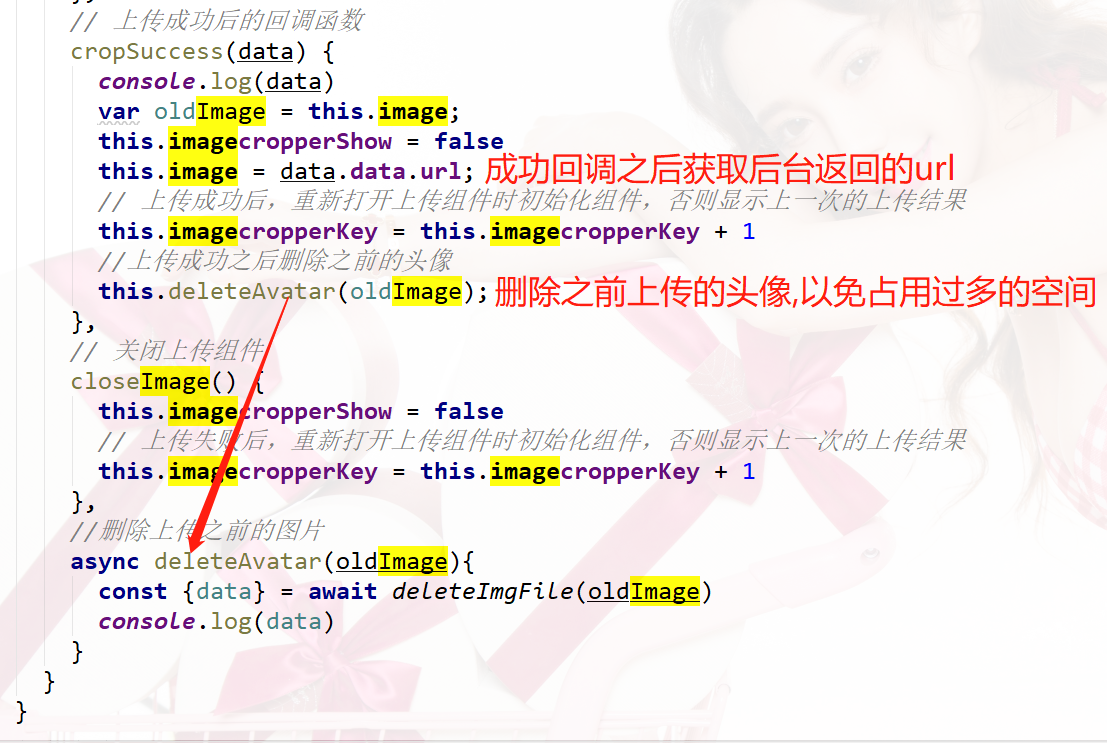 },
// 上传成功后的回调函数
cropSuccess(data) {
console.log(data)
var oldImage = this.image;
this.imagecropperShow = false
this.image = data.data.url; 成功回调之后获取后台返回的url
// 上传成功后，重新打开上传组件时初始化组件，否则显示上一次的上传结果
this.imagecropperKey = this.imagecropperKey + 1
//上传成功之后删除之前的头像
this.deleteAvatar(oldImage); 删除之前上传的头像,以免占用过多的空间
},
// 关闭上传组件
closeImage() {
this.imagecropperShow = false
// 上传失败后，重新打开上传组件时初始化组件，否则显示上一次的上传结果
this.imagecropperKey = this.imagecropperKey + 1
},
//删除上传之前的图片
async deleteAvatar(oldImage){
const {data} = await deleteImgFile(oldImage)
console.log(data)
}
}
}